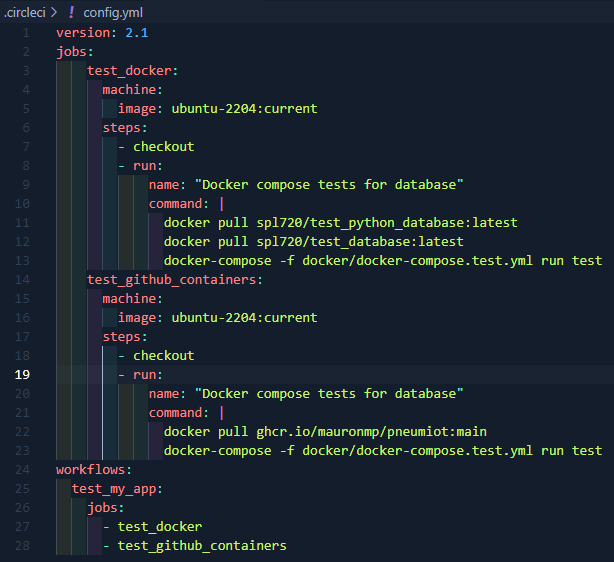 .circleci > ! config.yml
1 version: 2.1
2 jobs:
3     test_docker:
4       machine:
5         image: ubuntu-2204:current
6       steps:
7         - checkout
8         - run:
9             name: "Docker compose tests for database"
10             command: |
11               docker pull spl720/test_python_database:latest
12               docker pull spl720/test_database:latest
13               docker-compose -f docker/docker-compose.test.yml run test
14     test_github_containers:
15       machine:
16         image: ubuntu-2204:current
17       steps:
18         - checkout
19         - run:
20             name: "Docker compose tests for database"
21             command: |
22               docker pull ghcr.io/mauronmp/pneumiot:main
23               docker-compose -f docker/docker-compose.test.yml run test
24 workflows:
25   test_my_app:
26     jobs:
27       - test_docker
28       - test_github_containers